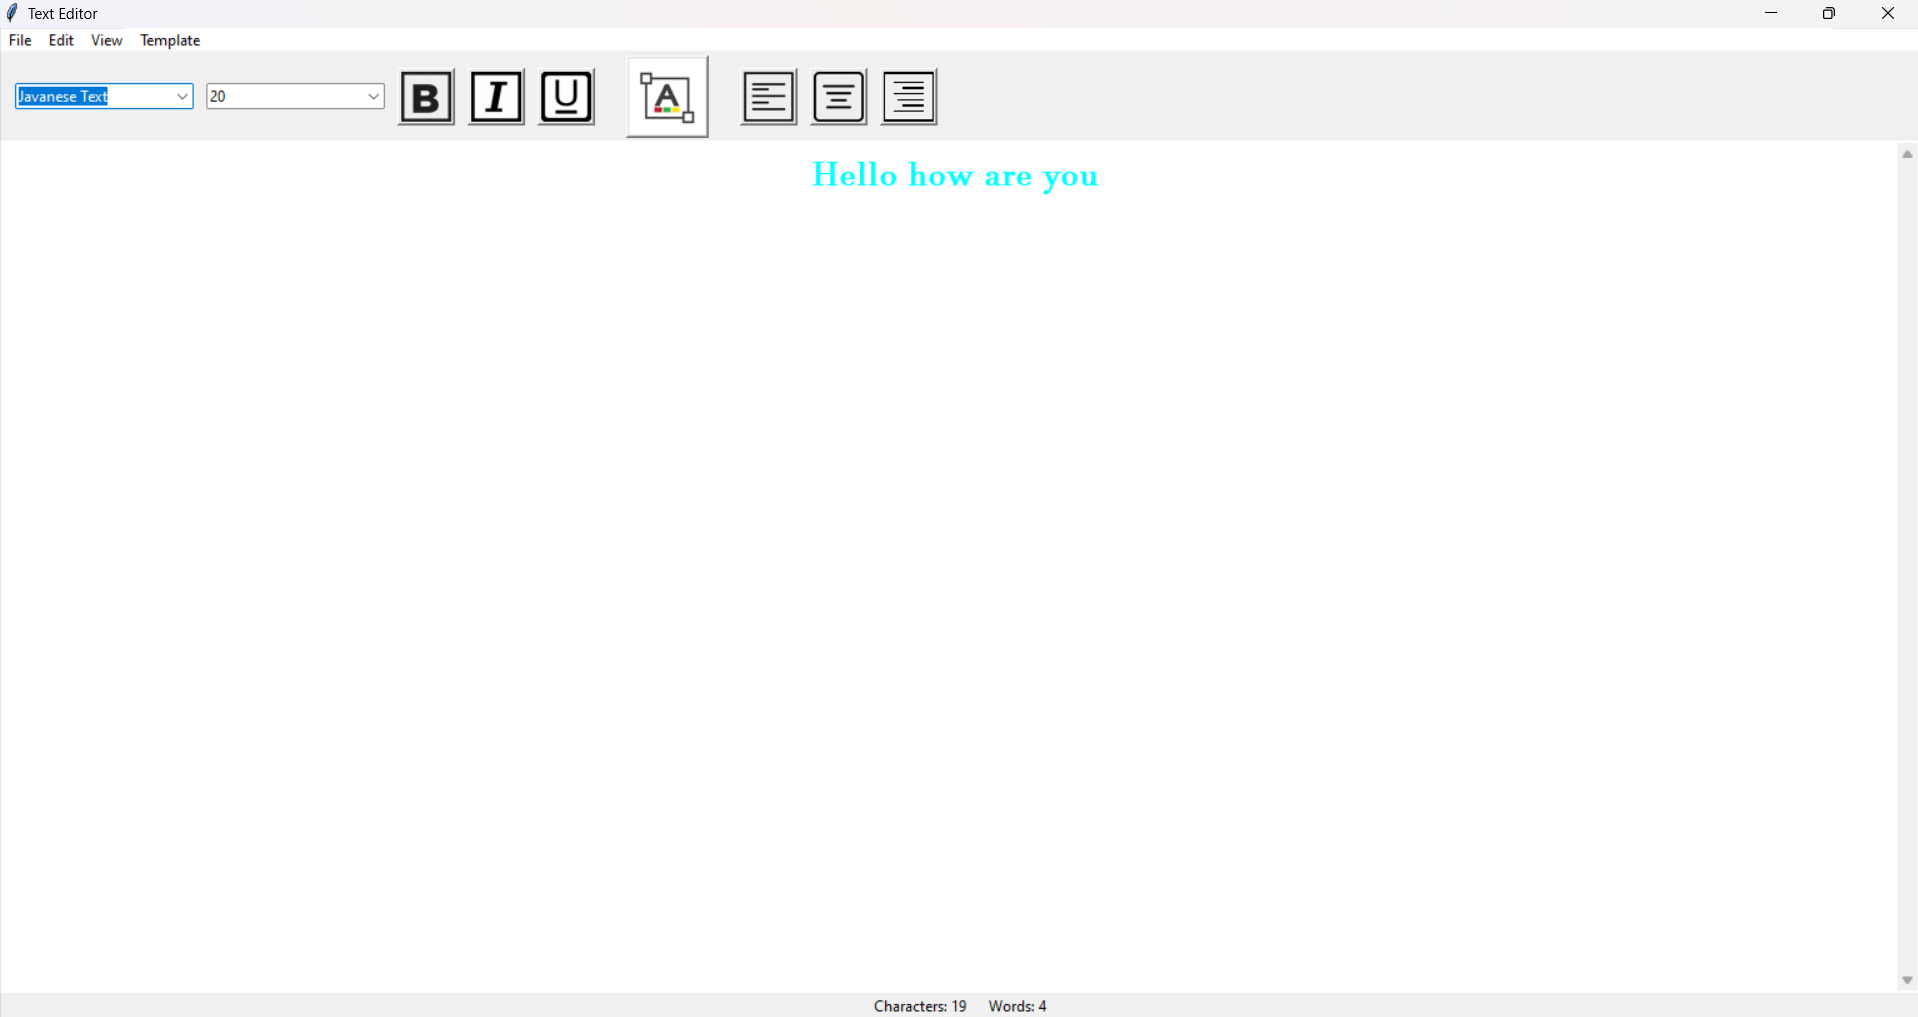 Text Editor
File Edit View Template
Javanese Text 20 B I U A
Hello how are you
Characters: 19 Words: 4